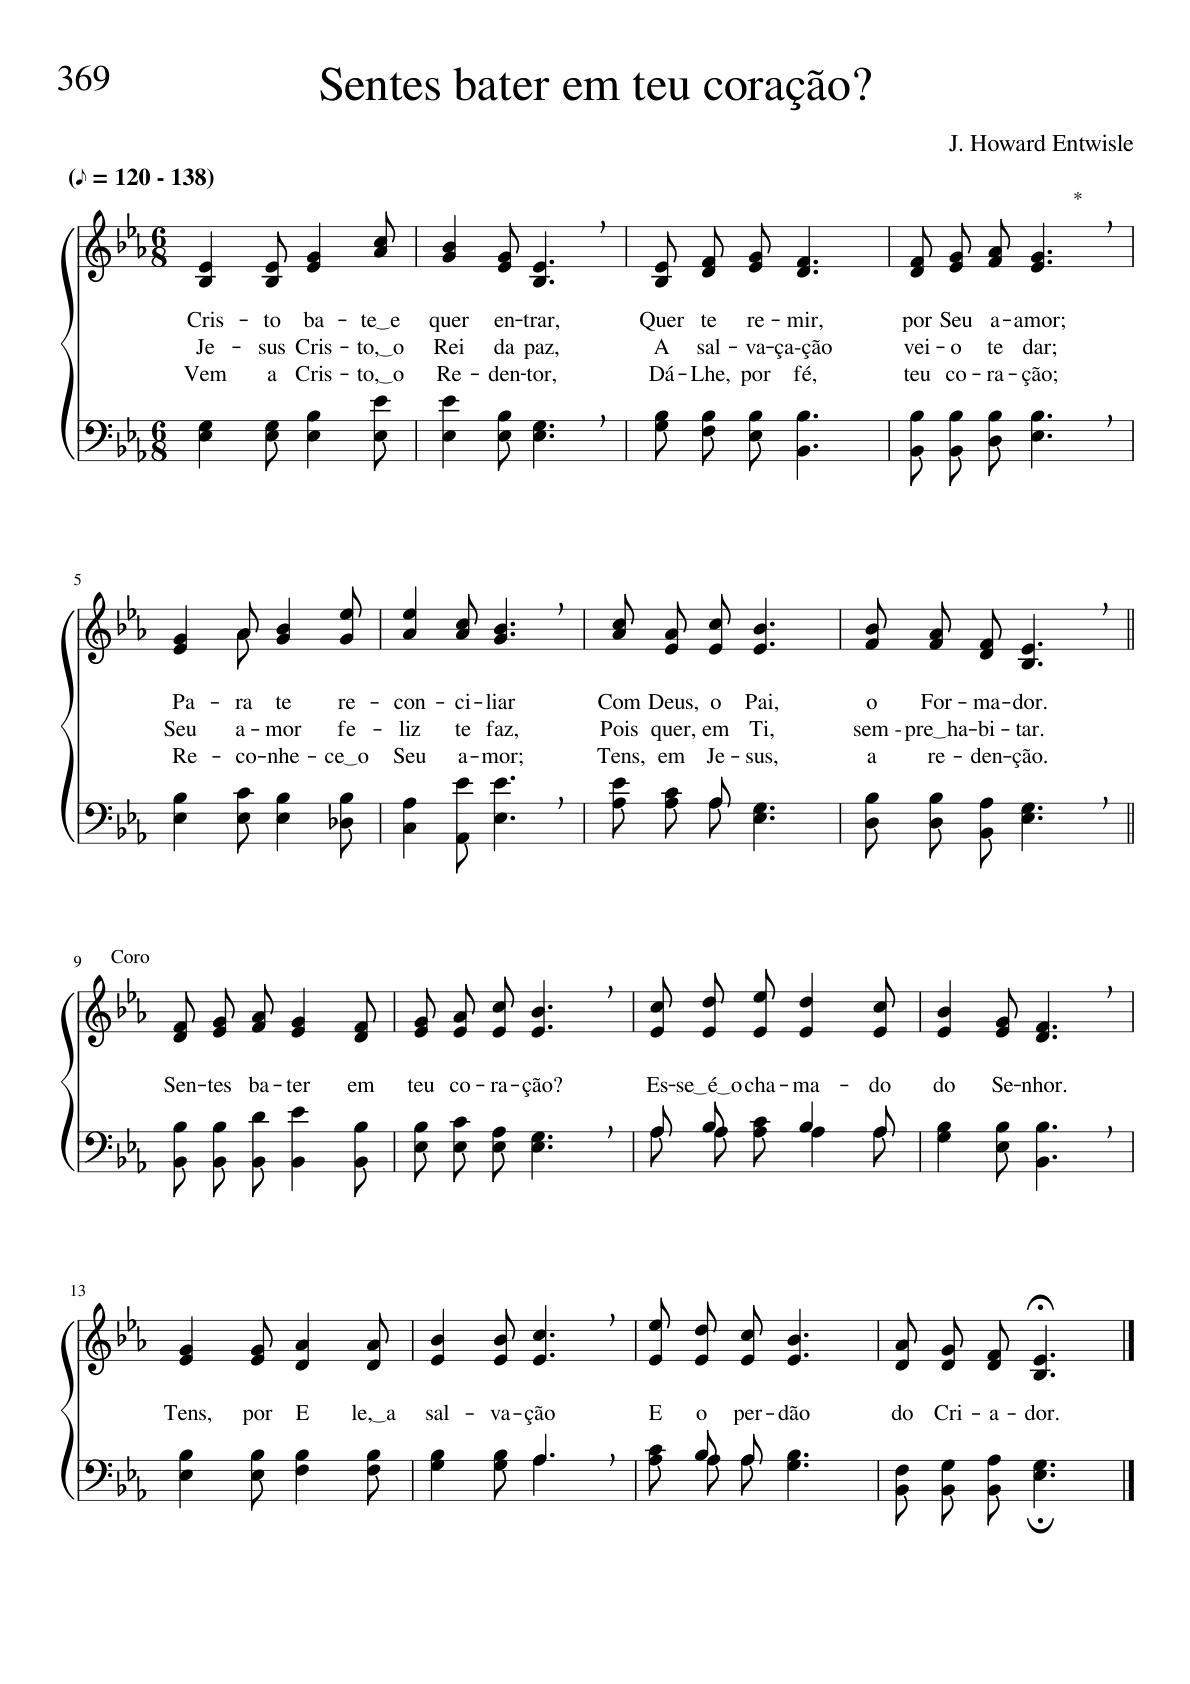 369
Sentes bater em teu coração?
J. Howard Entwisle
(♪ = 120 - 138)
*
Cris - to ba - te‿e quer en - trar, Quer te re - mir, por Seu a - amor;
Je - sus Cris - to,‿o Rei da paz, A sal - va - ça-ção vei - o te dar;
Vem a Cris - to,‿o Re - den - tor, Dá - Lhe, por fé, teu co - ra - ção;
5
Pa - ra te re - con - ci - liar Com Deus, o Pai, o For - ma - dor.
Seu a - mor fe - liz te faz, Pois quer, em Ti, sem - pre‿ha - bi - tar.
Re - co - nhe - ce‿o Seu a - mor; Tens, em Je - sus, a re - den - ção.
9
Coro
Sen - tes ba - ter em teu co - ra - ção? Es - se‿é‿o cha - ma - do do Se - nhor.
13
Tens, por E le,‿a sal - va - ção E o per - dão do Cri - a - dor.